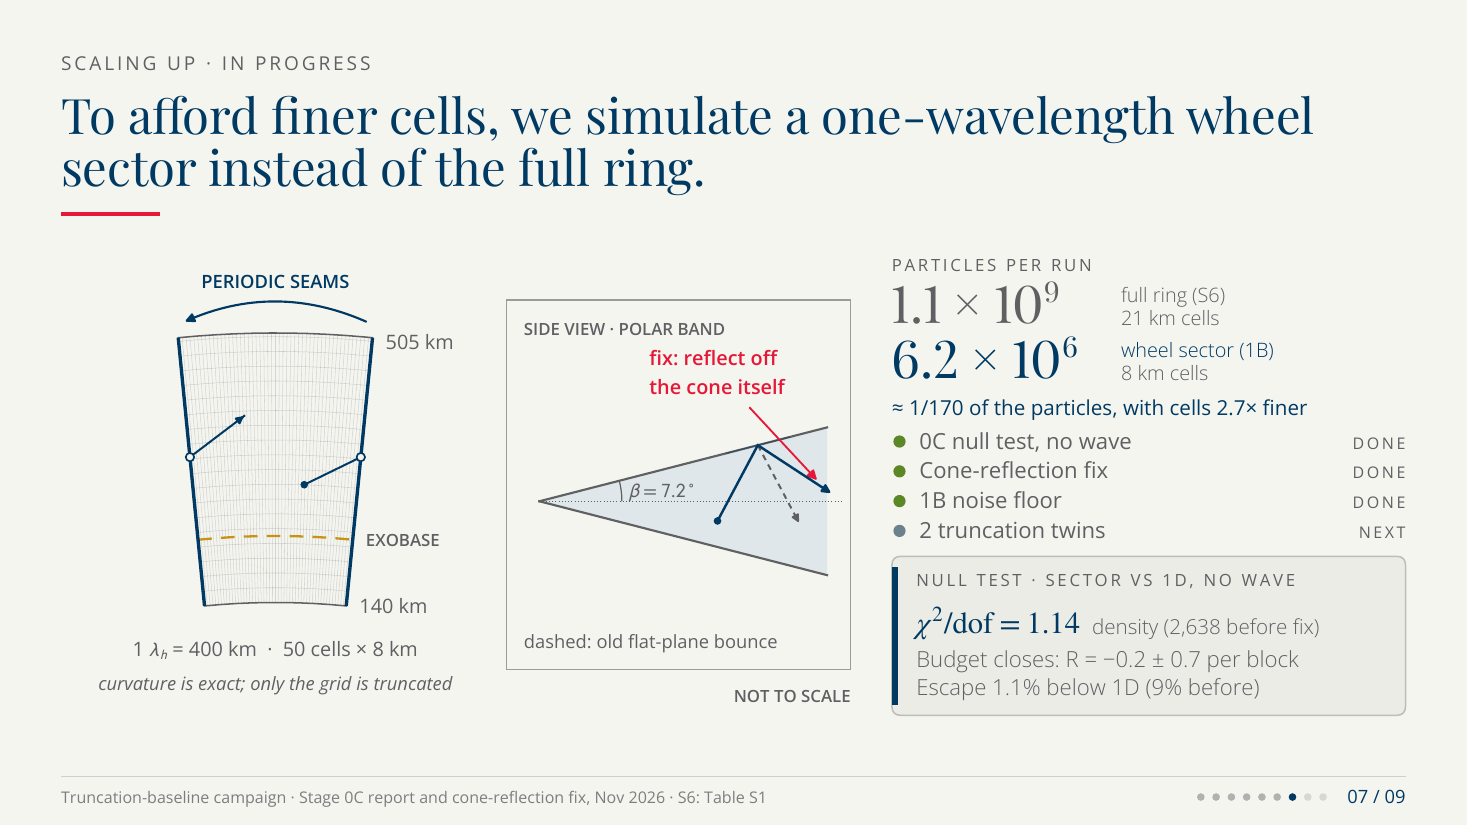 SCALING UP · IN PROGRESS
To afford finer cells, we simulate a one-wavelength wheel
sector instead of the full ring.
PERIODIC SEAMS
505 km
EXOBASE
140 km
1 λₕ = 400 km · 50 cells × 8 km
curvature is exact; only the grid is truncated
SIDE VIEW · POLAR BAND
fix: reflect off
the cone itself
β = 7.2°
dashed: old flat-plane bounce
NOT TO SCALE
PARTICLES PER RUN
1.1 × 10⁹
full ring (S6)
21 km cells
6.2 × 10⁶
wheel sector (1B)
8 km cells
≈ 1/170 of the particles, with cells 2.7× finer
0C null test, no wave DONE
Cone-reflection fix DONE
1B noise floor DONE
2 truncation twins NEXT
NULL TEST · SECTOR VS 1D, NO WAVE
χ²/dof = 1.14 density (2,638 before fix)
Budget closes: R = −0.2 ± 0.7 per block
Escape 1.1% below 1D (9% before)
Truncation-baseline campaign · Stage 0C report and cone-reflection fix, Nov 2026 · S6: Table S1
07 / 09